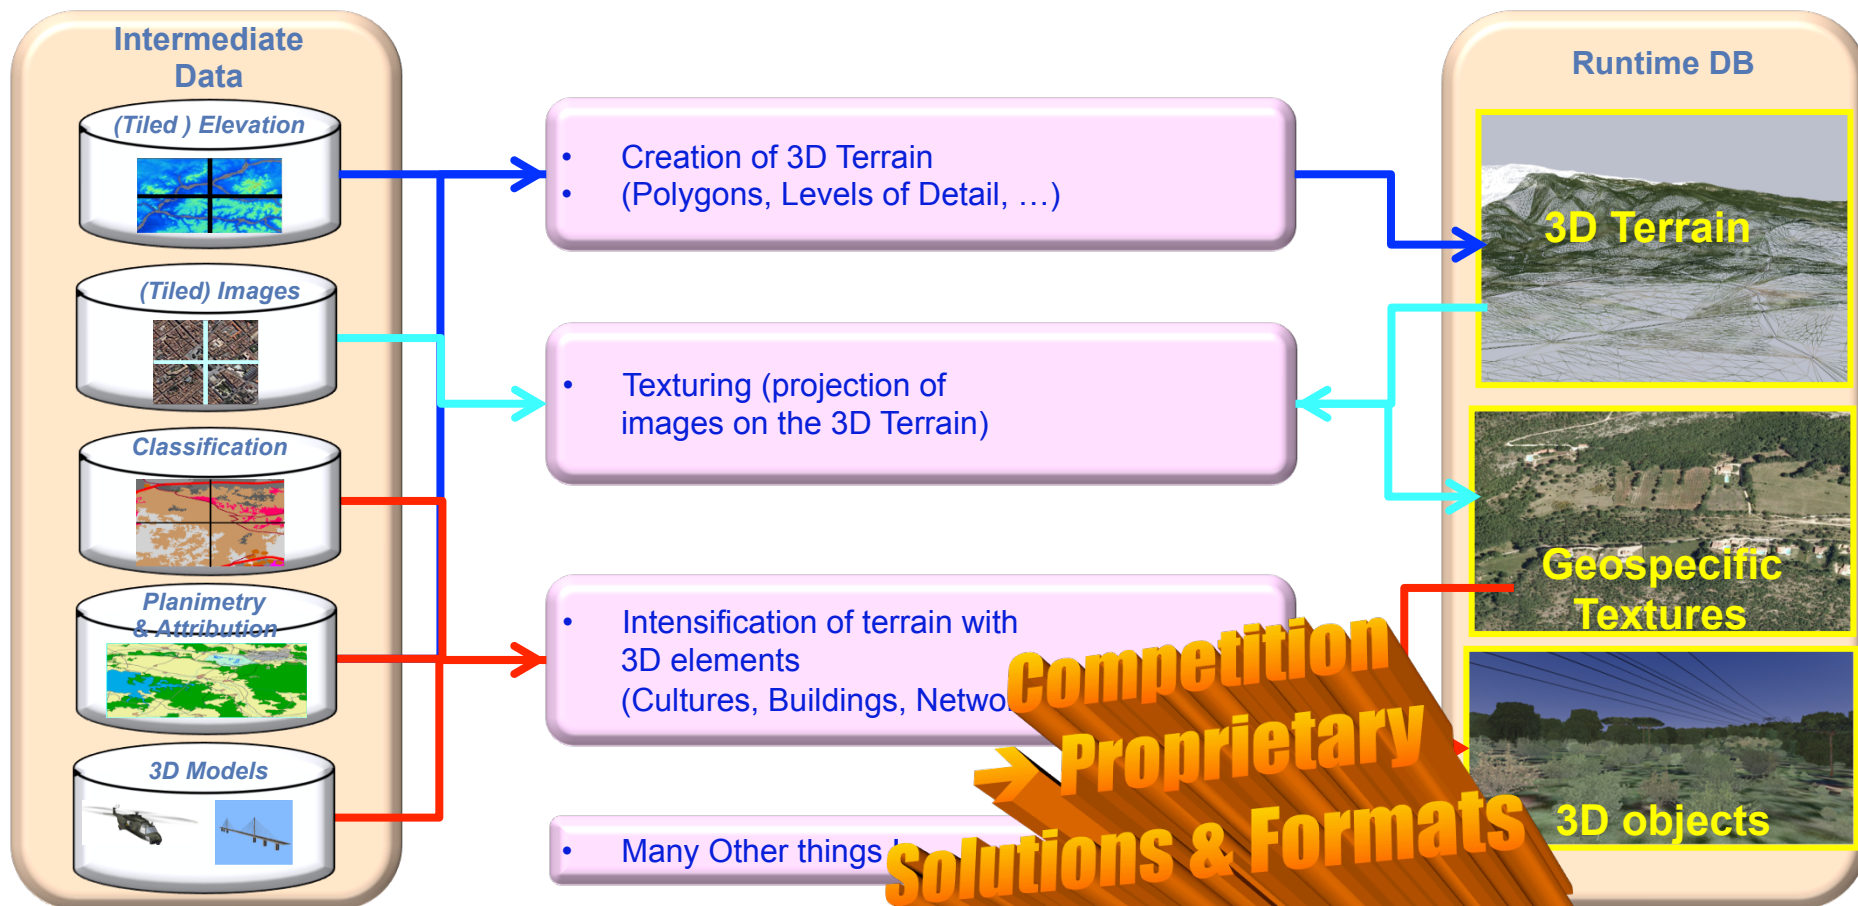 Intermediate
Data
(Tiled ) Elevation
(Tiled) Images
Classification
Planimetry
& Attribution
3D Models
• Creation of 3D Terrain
• (Polygons, Levels of Detail, …)
• Texturing (projection of
images on the 3D Terrain)
• Intensification of terrain with
3D elements
(Cultures, Buildings,
• Many Other things
Competition
→ Proprietary
Solutions & Formats
Runtime DB
3D Terrain
Geospecific
Textures
3D objects